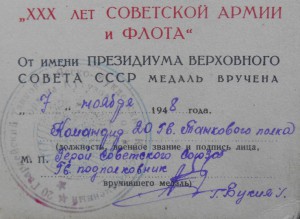 „XXX ЛЕТ СОВЕТСКОЙ АРМИИ
и ФЛОТА“
От имени ПРЕЗИДИУМА ВЕРХОВНОГО
СОВЕТА СССР МЕДАЛЬ ВРУЧЕНА
„7„ ноября 1948 года.
Командир 20 Гв. Танкового полка
(должность, военное звание и подпись лица,
М.П. Герой Советского Союза
Гв. подполковник
вручившего медаль)